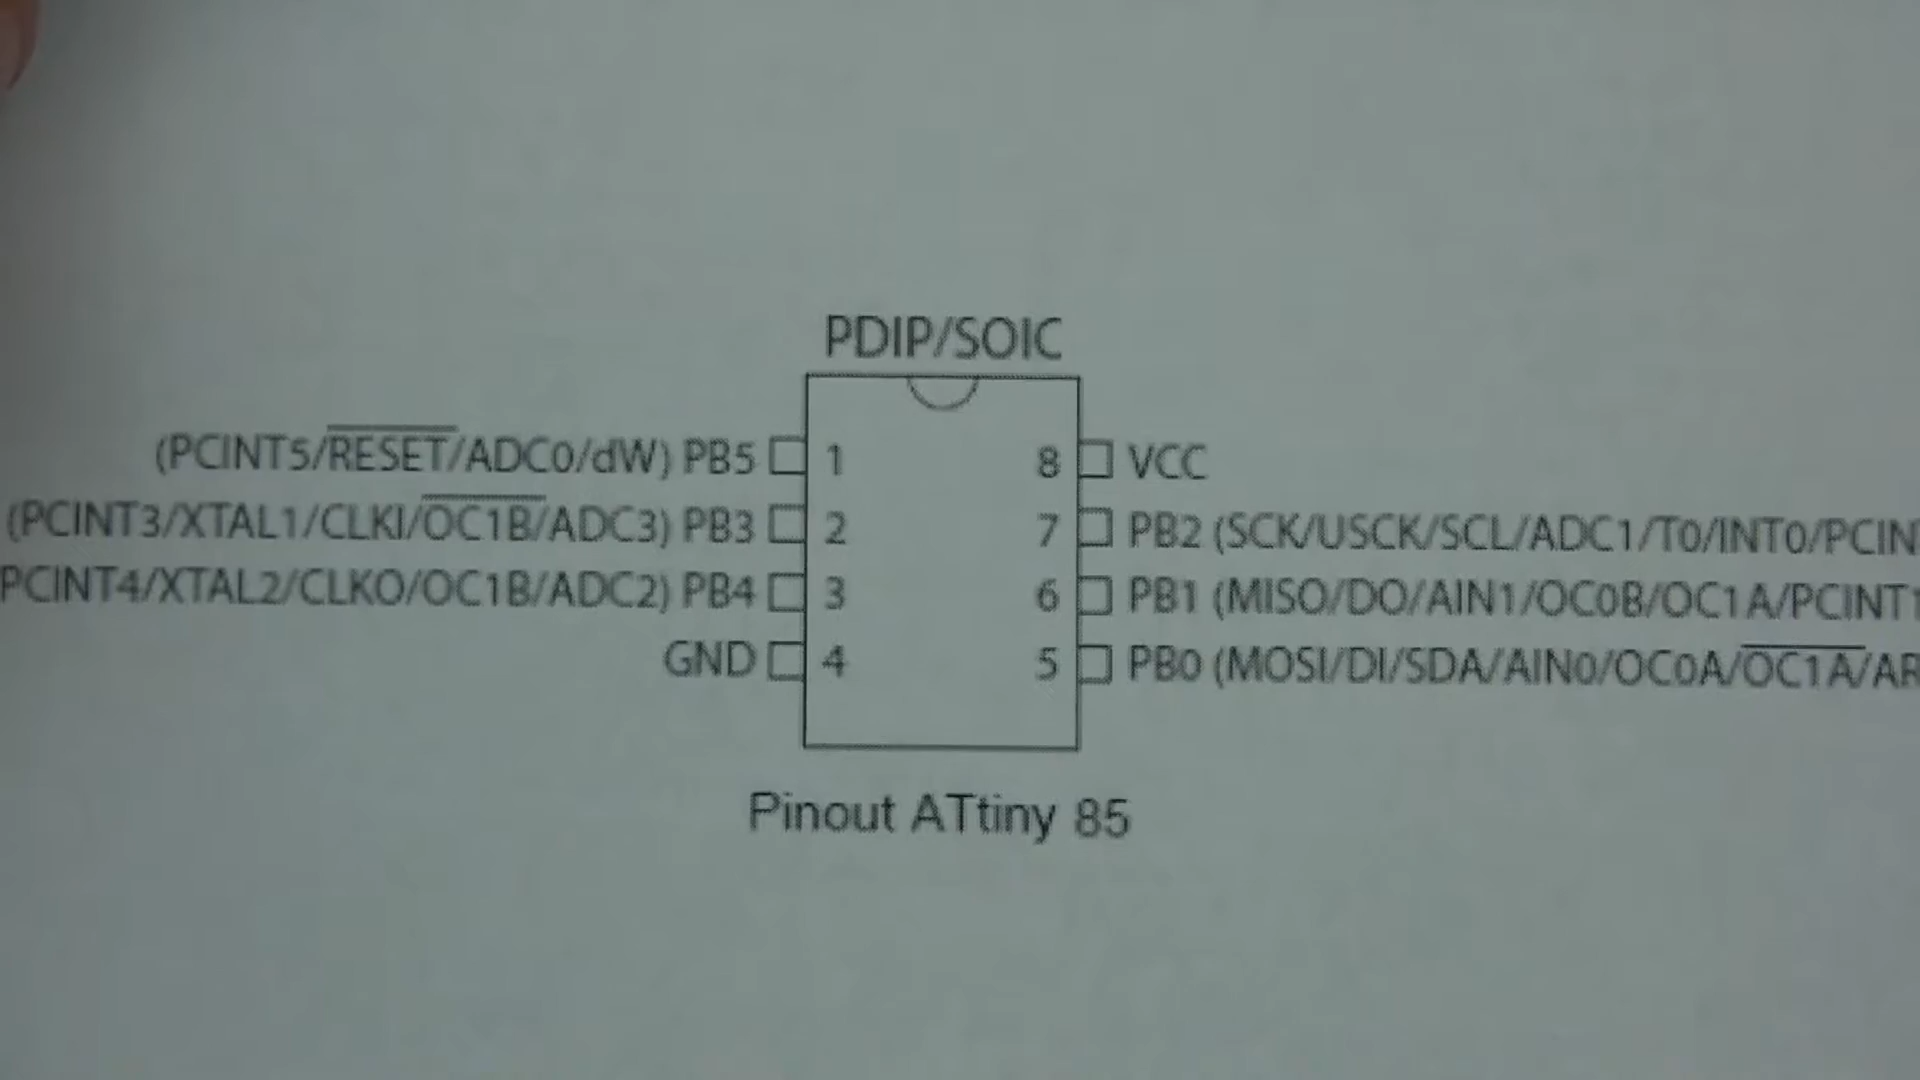 PDIP/SOIC
(PCINT5/RESET/ADC0/dW) PB5 1 8 VCC
(PCINT3/XTAL1/CLKI/OC1B/ADC3) PB3 2 7 PB2 (SCK/USCK/SCL/ADC1/T0/INT0/PCIN
PCINT4/XTAL2/CLKO/OC1B/ADC2) PB4 3 6 PB1 (MISO/DO/AIN1/OC0B/OC1A/PCINT1
GND 4 5 PB0 (MOSI/DI/SDA/AIN0/OC0A/OC1A/AR
Pinout ATtiny 85